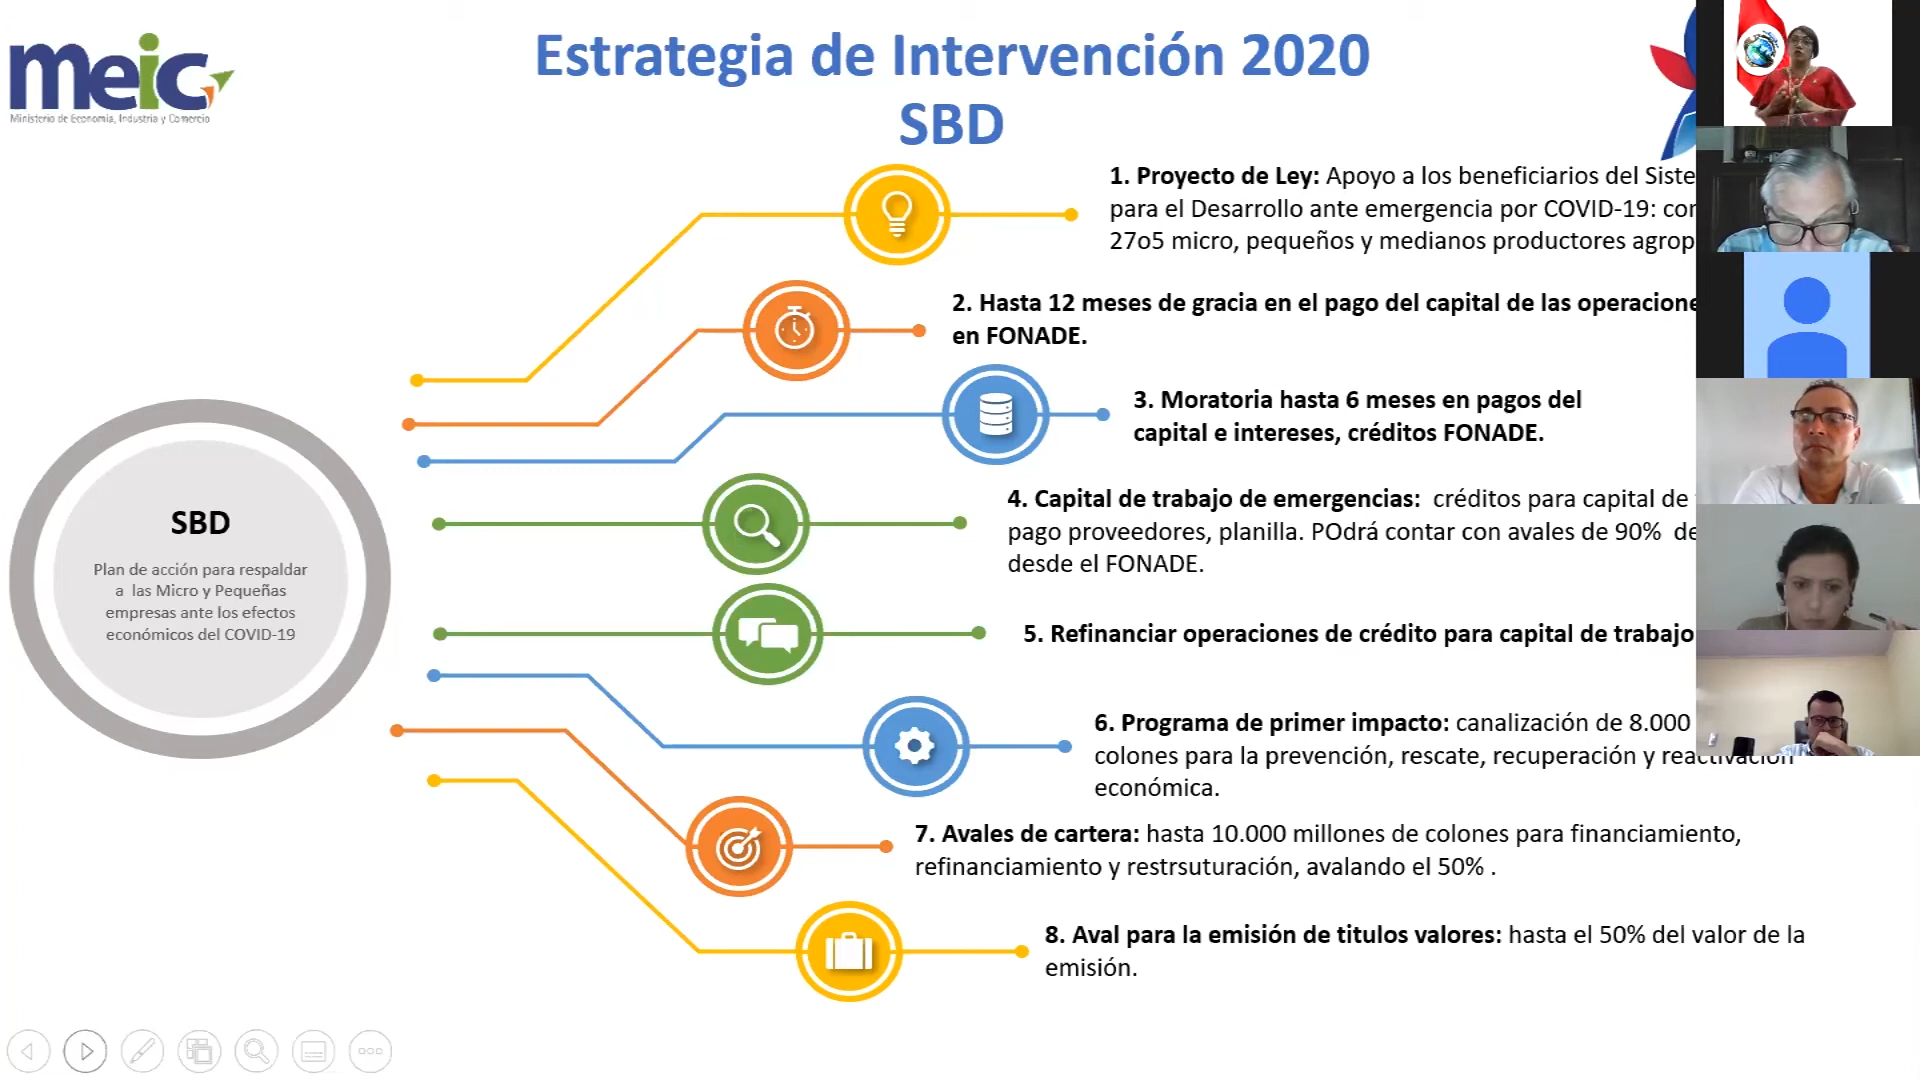 meic
Ministerio de Economía, Industria y Comercio
Estrategia de Intervención 2020
SBD
1. Proyecto de Ley: Apoyo a los beneficiarios del
para el Desarrollo ante emergencia por COVID-19:
27o5 micro, pequeños y medianos productores
2. Hasta 12 meses de gracia en el pago del capital de las
en FONADE.
3. Moratoria hasta 6 meses en pagos del
capital e intereses, créditos FONADE.
4. Capital de trabajo de emergencias: créditos para capital de
pago proveedores, planilla. POdrá contar con avales de 90%
desde el FONADE.
5. Refinanciar operaciones de crédito para capital de trabajo
6. Programa de primer impacto: canalización de 8.000
colones para la prevención, rescate, recuperación y reactivación
económica.
7. Avales de cartera: hasta 10.000 millones de colones para financiamiento,
refinanciamiento y restrsuturación, avalando el 50% .
8. Aval para la emisión de titulos valores: hasta el 50% del valor de la
emisión.
SBD
Plan de acción para respaldar
a las Micro y Pequeñas
empresas ante los efectos
económicos del COVID-19